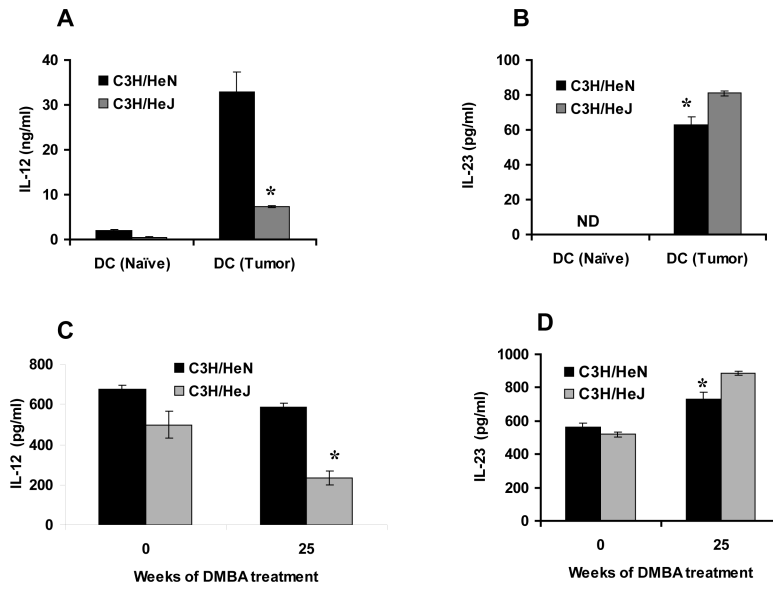 A
IL-12 (ng/ml)
40
30
20
10
0
C3H/HeN
C3H/HeJ
*
DC (Naïve)
DC (Tumor)
B
IL-23 (pg/ml)
100
80
60
40
20
0
C3H/HeN
C3H/HeJ
*
ND
DC (Naïve)
DC (Tumor)
C
IL-12 (pg/ml)
800
600
400
200
0
C3H/HeN
C3H/HeJ
*
0
25
Weeks of DMBA treatment
D
IL-23 (pg/ml)
1000
800
600
400
200
0
C3H/HeN
C3H/HeJ
*
0
25
Weeks of DMBA treatment